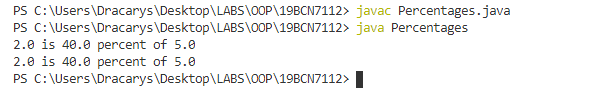 PS C:\Users\Dracarys\Desktop\LABS\OOP\19BCN7112> javac Percentages.java
PS C:\Users\Dracarys\Desktop\LABS\OOP\19BCN7112> java Percentages
2.0 is 40.0 percent of 5.0
2.0 is 40.0 percent of 5.0
PS C:\Users\Dracarys\Desktop\LABS\OOP\19BCN7112>